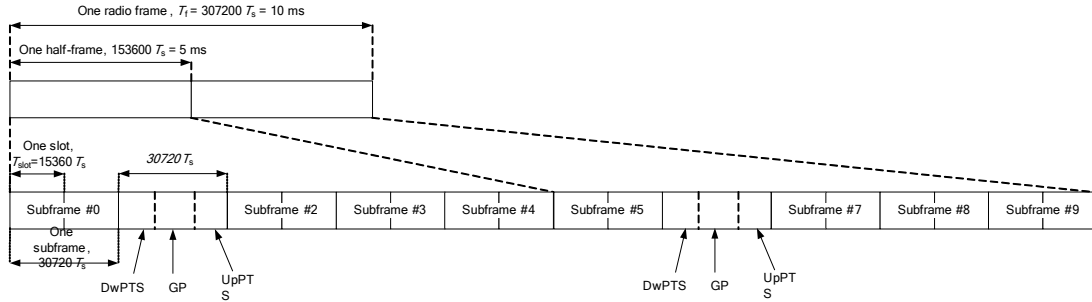 One radio frame , Tf = 307200 Ts = 10 ms
One half-frame, 153600 Ts = 5 ms
One slot,
Tslot=15360 Ts
30720 Ts
Subframe #0
Subframe #2
Subframe #3
Subframe #4
Subframe #5
Subframe #7
Subframe #8
Subframe #9
One
subframe,
30720 Ts
DwPTS
GP
UpPT
S
DwPTS
GP
UpPT
S